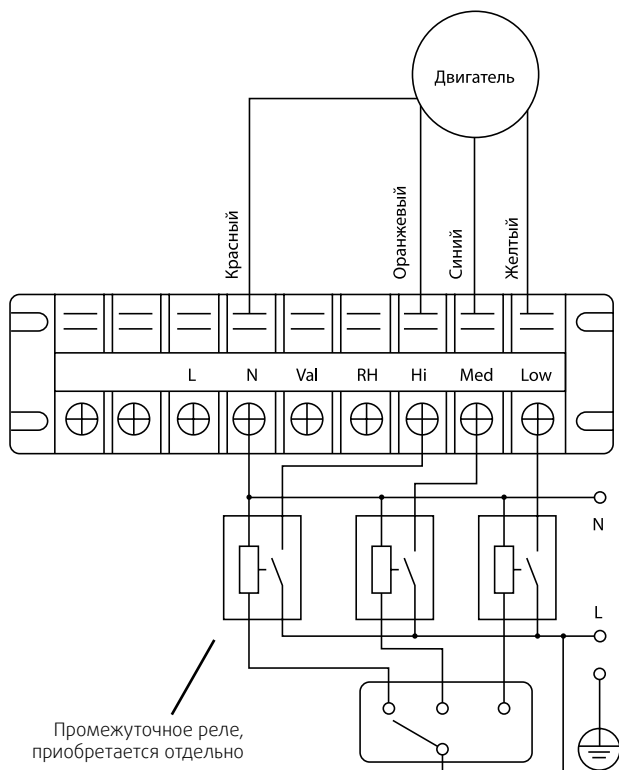 Двигатель
Красный
Оранжевый
Синий
Желтый
L N Val RH Hi Med Low
N
L
Промежуточное реле,
приобретается отдельно